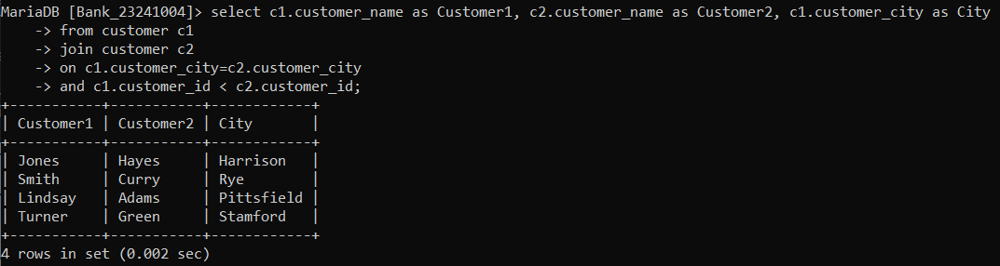 MariaDB [Bank_23241004]> select c1.customer_name as Customer1, c2.customer_name as Customer2, c1.customer_city as City
    -> from customer c1
    -> join customer c2
    -> on c1.customer_city=c2.customer_city
    -> and c1.customer_id < c2.customer_id;
+-----------+-----------+------------+
| Customer1 | Customer2 | City       |
+-----------+-----------+------------+
| Jones     | Hayes     | Harrison   |
| Smith     | Curry     | Rye        |
| Lindsay   | Adams     | Pittsfield |
| Turner    | Green     | Stamford   |
+-----------+-----------+------------+
4 rows in set (0.002 sec)